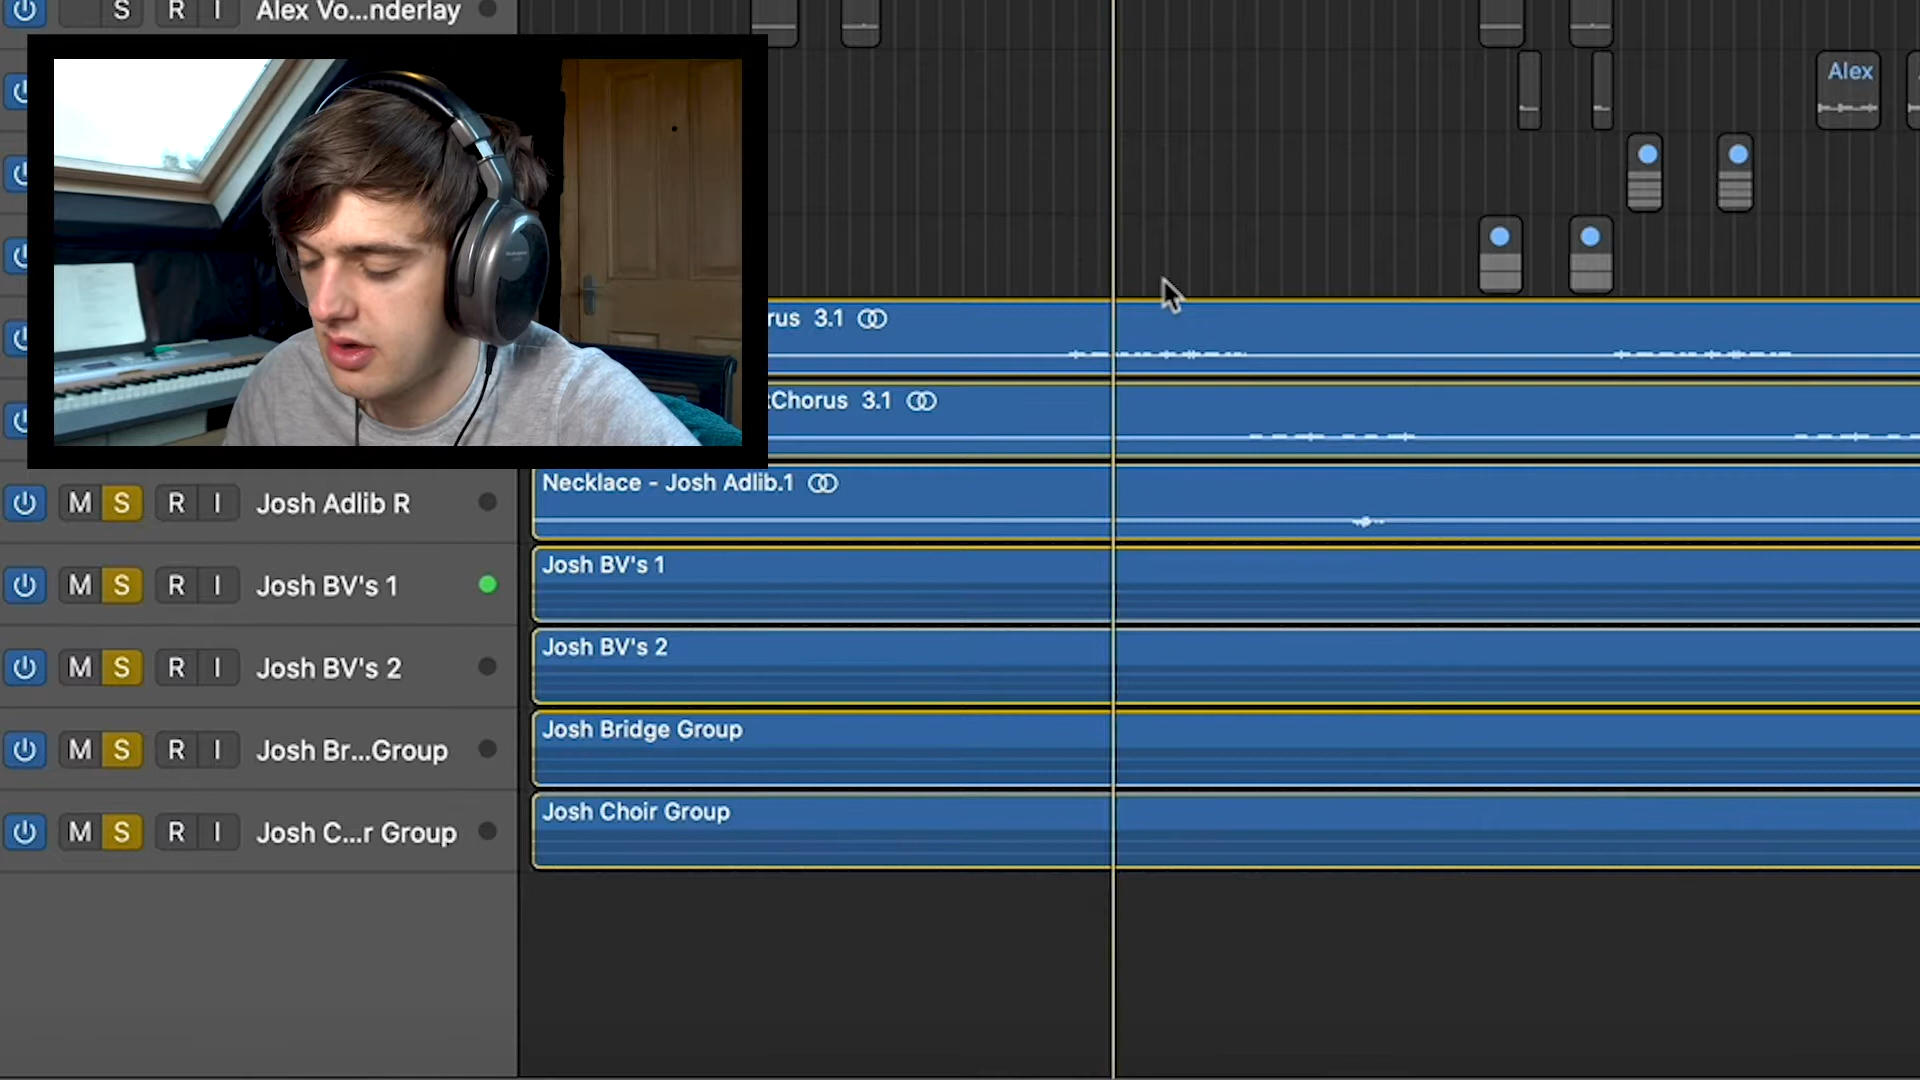 S R I Alex Vo...nderlay
Alex
rus 3.1
Chorus 3.1
M S R I Josh Adlib R
Necklace - Josh Adlib.1
M S R I Josh BV's 1
Josh BV's 1
M S R I Josh BV's 2
Josh BV's 2
M S R I Josh Br...Group
Josh Bridge Group
M S R I Josh C...r Group
Josh Choir Group